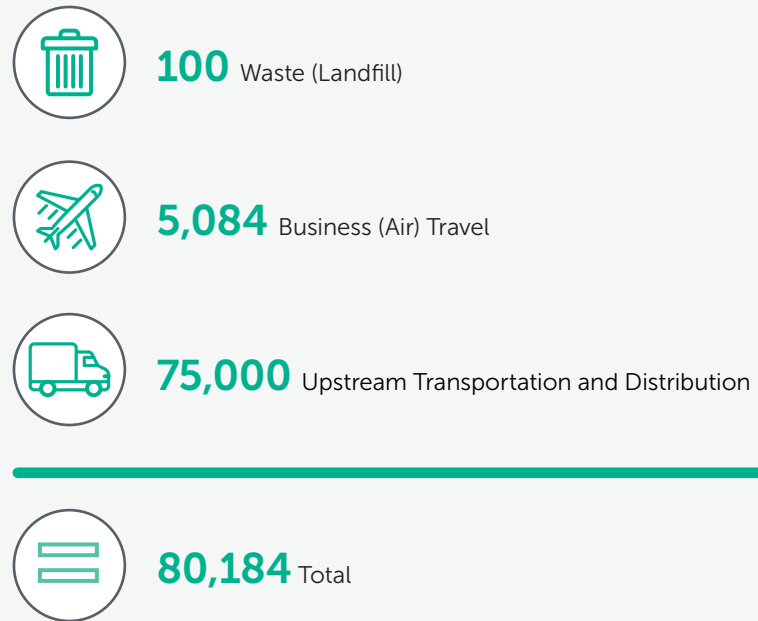 100 Waste (Landfill)
5,084 Business (Air) Travel
75,000 Upstream Transportation and Distribution
80,184 Total